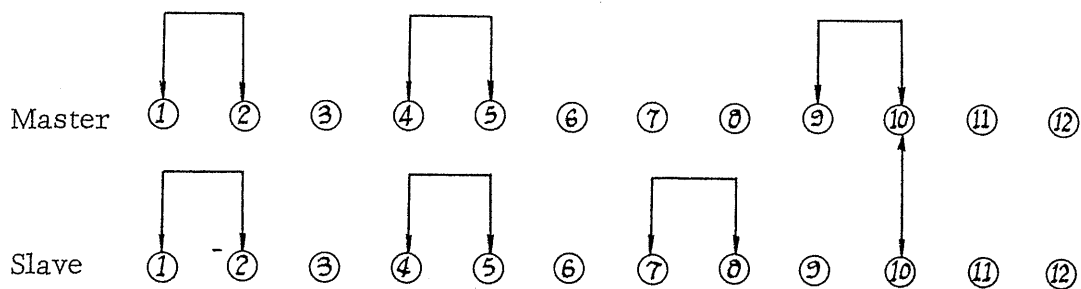 Master ① ② ③ ④ ⑤ ⑥ ⑦ ⑧ ⑨ ⑩ ⑪ ⑫
Slave ① ② ③ ④ ⑤ ⑥ ⑦ ⑧ ⑨ ⑩ ⑪ ⑫